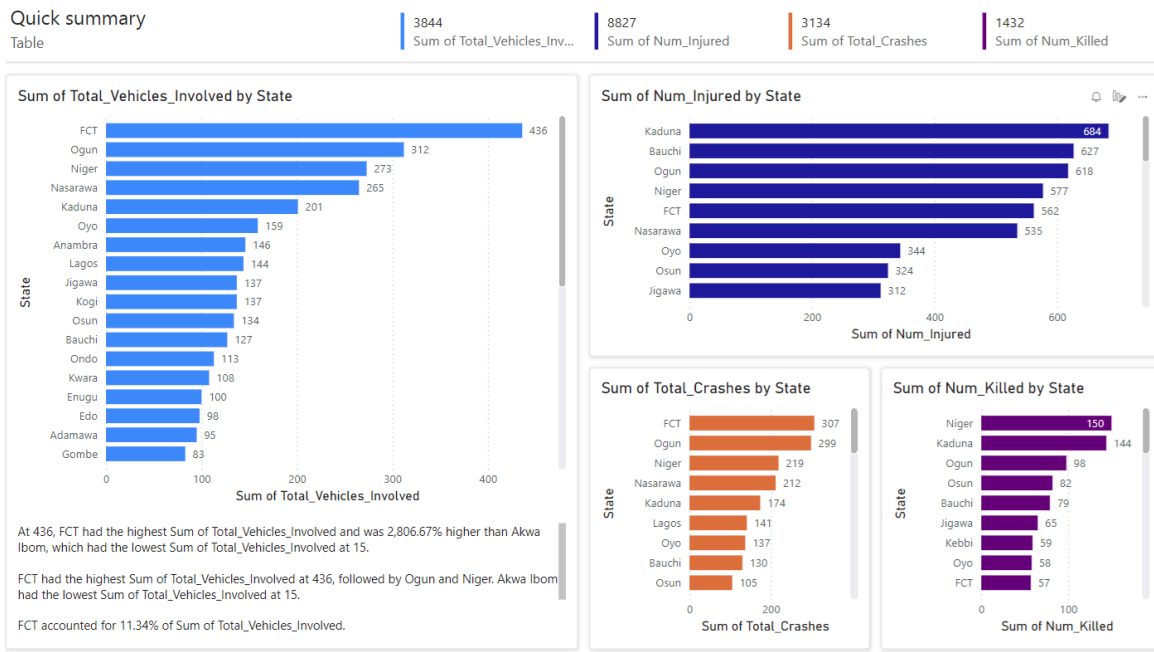 Quick summary
Table
3844
Sum of Total_Vehicles_Inv...
8827
Sum of Num_Injured
3134
Sum of Total_Crashes
1432
Sum of Num_Killed
Sum of Total_Vehicles_Involved by State
State
FCT 436
Ogun 312
Niger 273
Nasarawa 265
Kaduna 201
Oyo 159
Anambra 146
Lagos 144
Jigawa 137
Kogi 137
Osun 134
Bauchi 127
Ondo 113
Kwara 108
Enugu 100
Edo 98
Adamawa 95
Gombe 83
0 100 200 300 400
Sum of Total_Vehicles_Involved
At 436, FCT had the highest Sum of Total_Vehicles_Involved and was 2,806.67% higher than Akwa
Ibom, which had the lowest Sum of Total_Vehicles_Involved at 15.
FCT had the highest Sum of Total_Vehicles_Involved at 436, followed by Ogun and Niger. Akwa Ibom
had the lowest Sum of Total_Vehicles_Involved at 15.
FCT accounted for 11.34% of Sum of Total_Vehicles_Involved.
Sum of Num_Injured by State
State
Kaduna 684
Bauchi 627
Ogun 618
Niger 577
FCT 562
Nasarawa 535
Oyo 344
Osun 324
Jigawa 312
0 200 400 600
Sum of Num_Injured
Sum of Total_Crashes by State
State
FCT 307
Ogun 299
Niger 219
Nasarawa 212
Kaduna 174
Lagos 141
Oyo 137
Bauchi 130
Osun 105
0 200
Sum of Total_Crashes
Sum of Num_Killed by State
State
Niger 150
Kaduna 144
Ogun 98
Osun 82
Bauchi 79
Jigawa 65
Kebbi 59
Oyo 58
FCT 57
0 100
Sum of Num_Killed